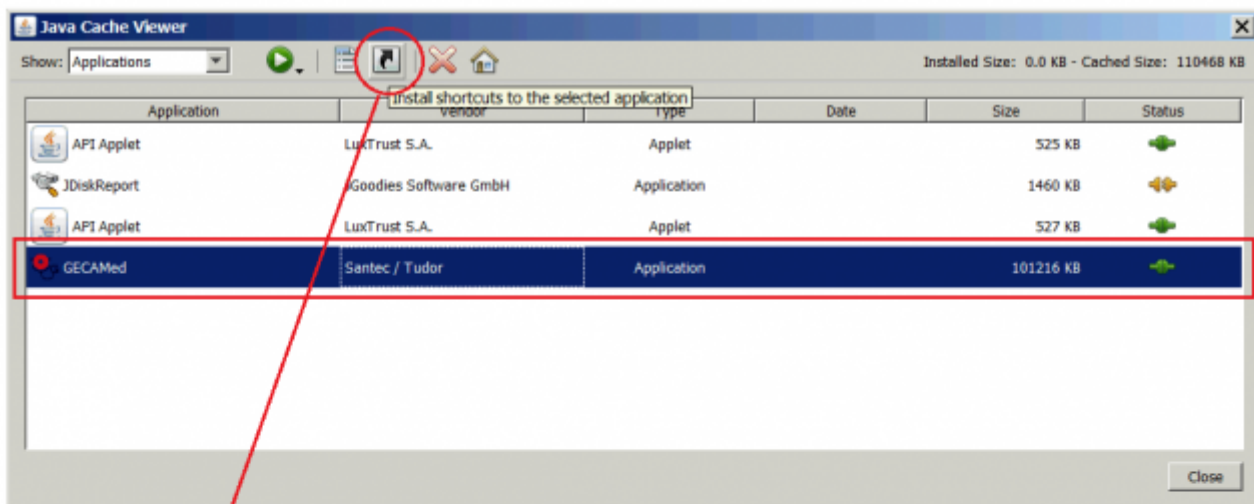 Java Cache Viewer
Show: Applications Installed Size: 0.0 KB - Cached Size: 110468 KB
Install shortcuts to the selected application
Application Vendor Type Date Size Status
API Applet LuxTrust S.A. Applet 525 KB
JDiskReport JGoodies Software GmbH Application 1460 KB
API Applet LuxTrust S.A. Applet 527 KB
GECAMed Santec / Tudor Application 101216 KB
Close